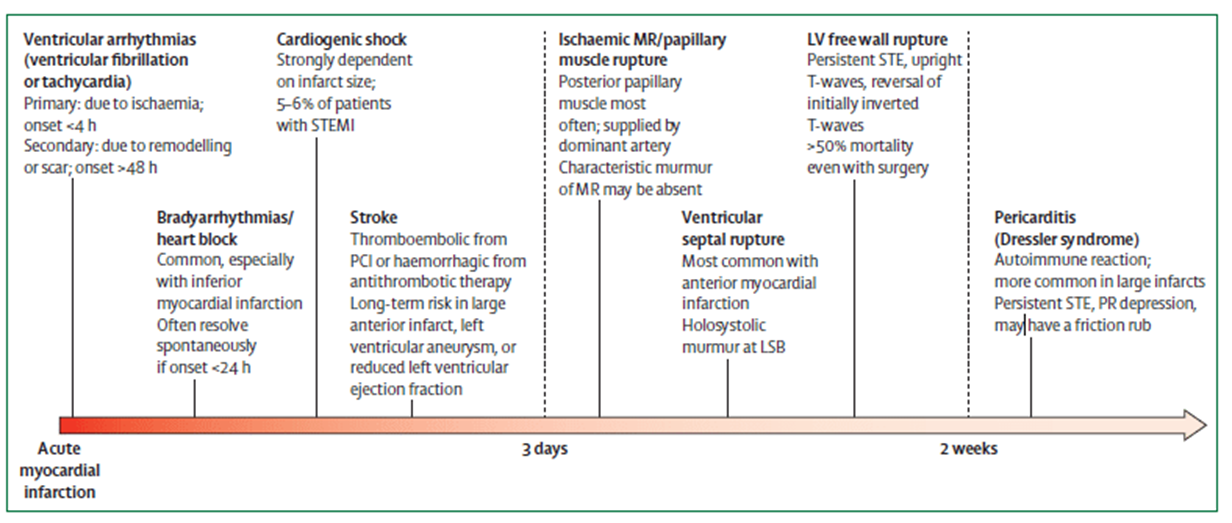 Ventricular arrhythmias
(ventricular fibrillation
or tachycardia)
Primary: due to ischaemia;
onset <4 h
Secondary: due to remodelling
or scar; onset >48 h
Cardiogenic shock
Strongly dependent
on infarct size;
5–6% of patients
with STEMI
Ischaemic MR/papillary
muscle rupture
Posterior papillary
muscle most
often; supplied by
dominant artery
Characteristic murmur
of MR may be absent
LV free wall rupture
Persistent STE, upright
T-waves, reversal of
initially inverted
T-waves
>50% mortality
even with surgery
Bradyarrhythmias/
heart block
Common, especially
with inferior
myocardial infarction
Often resolve
spontaneously
if onset <24 h
Stroke
Thromboembolic from
PCI or haemorrhagic from
antithrombotic therapy
Long-term risk in large
anterior infarct, left
ventricular aneurysm, or
reduced left ventricular
ejection fraction
Ventricular
septal rupture
Most common with
anterior myocardial
infarction
Holosystolic
murmur at LSB
Pericarditis
(Dressler syndrome)
Autoimmune reaction;
more common in large infarcts
Persistent STE, PR depression,
may have a friction rub
Acute
myocardial
infarction
3 days
2 weeks